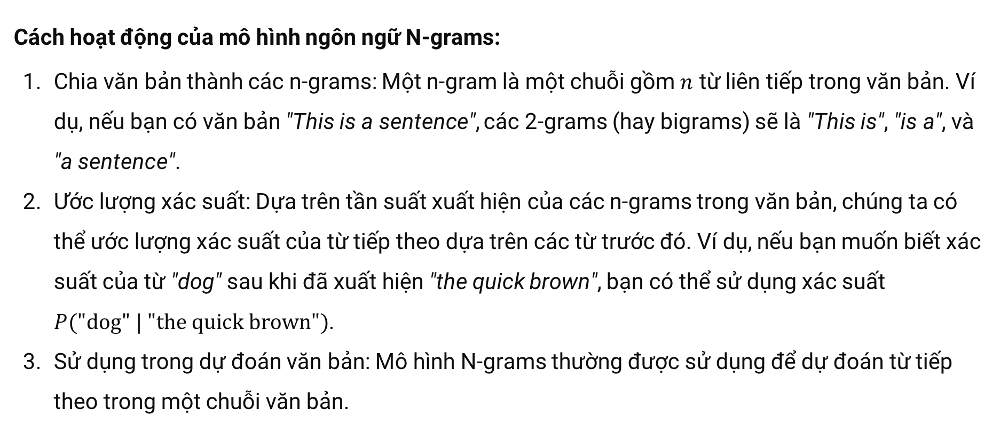 Cách hoạt động của mô hình ngôn ngữ N-grams:
1. Chia văn bản thành các n-grams: Một n-gram là một chuỗi gồm n từ liên tiếp trong văn bản. Ví
dụ, nếu bạn có văn bản "This is a sentence", các 2-grams (hay bigrams) sẽ là "This is", "is a", và
"a sentence".
2. Ước lượng xác suất: Dựa trên tần suất xuất hiện của các n-grams trong văn bản, chúng ta có
thể ước lượng xác suất của từ tiếp theo dựa trên các từ trước đó. Ví dụ, nếu bạn muốn biết xác
suất của từ "dog" sau khi đã xuất hiện "the quick brown", bạn có thể sử dụng xác suất
P("dog" | "the quick brown").
3. Sử dụng trong dự đoán văn bản: Mô hình N-grams thường được sử dụng để dự đoán từ tiếp
theo trong một chuỗi văn bản.